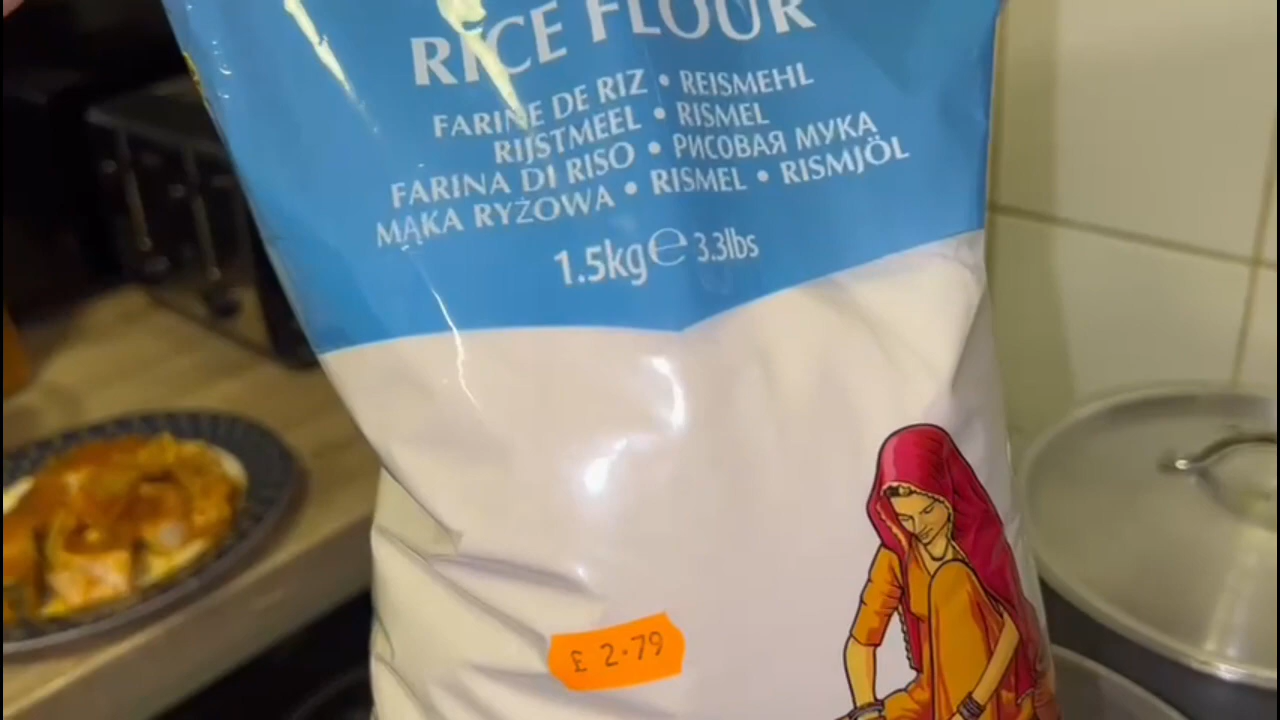 RICE FLOUR
FARINE DE RIZ • REISMEHL
RIJSTMEEL • RISMEL
FARINA DI RISO • РИСОВАЯ МУКА
MĄKA RYŻOWA • RISMEL • RISMJÖL
1.5kg℮ 3.3lbs
£ 2.79